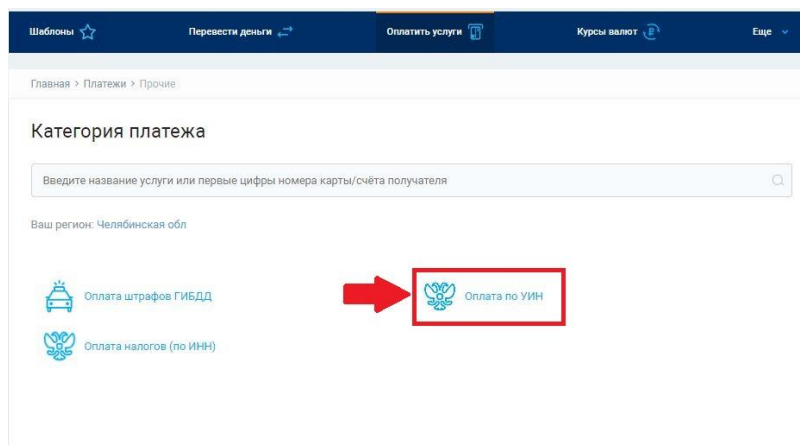 Шаблоны
Перевести деньги
Оплатить услуги
Курсы валют
Еще
Главная > Платежи > Прочие
Категория платежа
Введите название услуги или первые цифры номера карты/счёта получателя
Ваш регион: Челябинская обл
Оплата штрафов ГИБДД
Оплата по УИН
Оплата налогов (по ИНН)